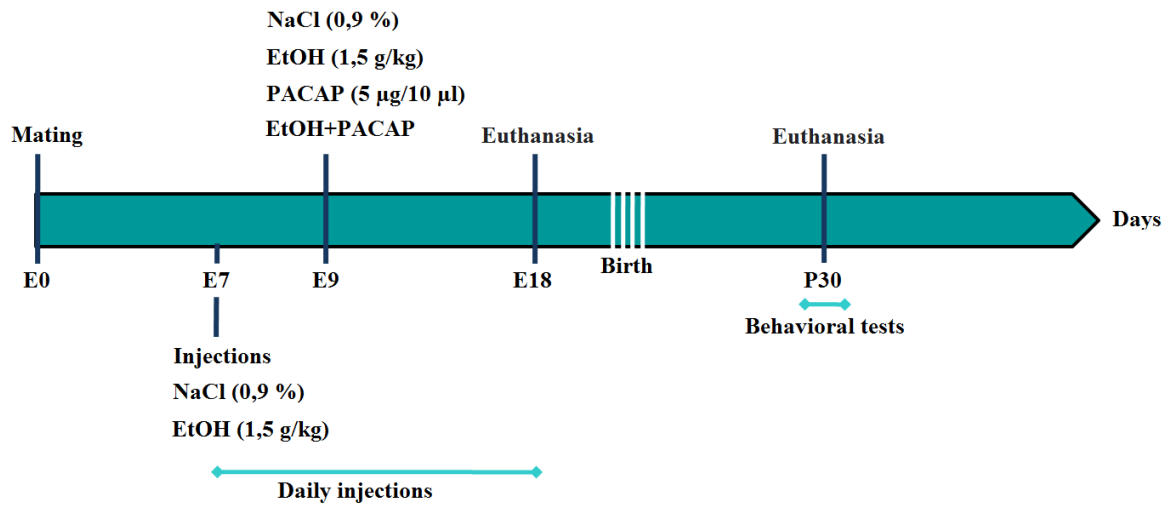 NaCl (0,9 %)
EtOH (1,5 g/kg)
PACAP (5 µg/10 µl)
EtOH+PACAP
Mating
Euthanasia
Euthanasia
Days
E0
E7
E9
E18
Birth
P30
Behavioral tests
Injections
NaCl (0,9 %)
EtOH (1,5 g/kg)
Daily injections